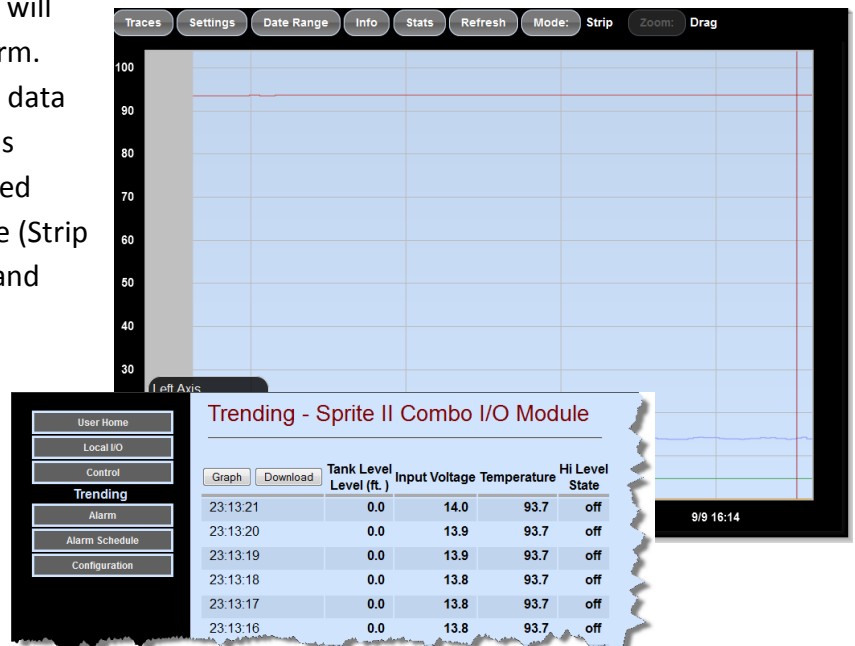 will
rm.
data
s
ed
e (Strip
and
Traces Settings Date Range Info Stats Refresh Mode: Strip Zoom: Drag
100
90
80
70
60
50
40
30
Left Axis
9/9 16:14
User Home
Local I/O
Control
Trending
Alarm
Alarm Schedule
Configuration
Trending - Sprite II Combo I/O Module
Graph Download Tank Level Level (ft. ) Input Voltage Temperature Hi Level State
23:13:21 0.0 14.0 93.7 off
23:13:20 0.0 13.9 93.7 off
23:13:19 0.0 13.9 93.7 off
23:13:18 0.0 13.8 93.7 off
23:13:17 0.0 13.8 93.7 off
23:13:16 0.0 13.8 93.7 off